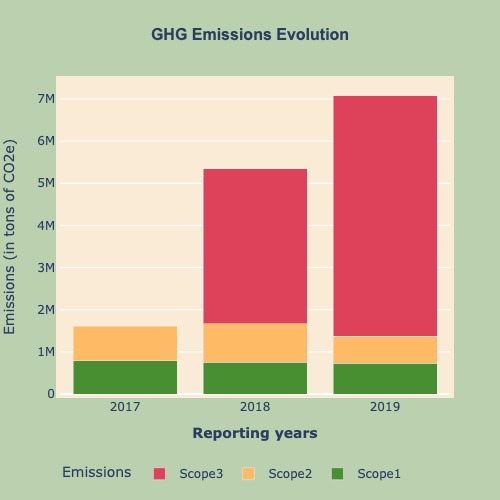 GHG Emissions Evolution
Emissions (in tons of CO2e)
7M
6M
5M
4M
3M
2M
1M
0
2017 2018 2019
Reporting years
Emissions Scope3 Scope2 Scope1